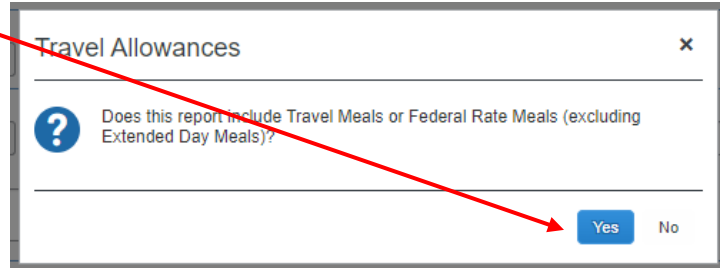 Travel Allowances ×
? Does this report include Travel Meals or Federal Rate Meals (excluding
Extended Day Meals)?
Yes No